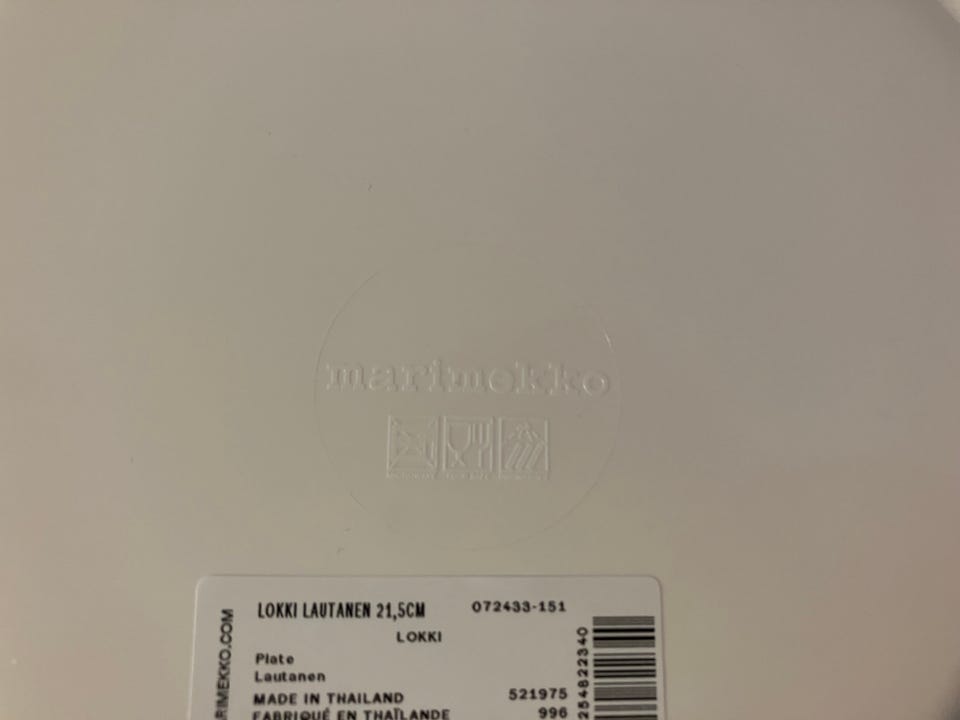 marimekko
LOKKI LAUTANEN 21,5CM 072433-151
LOKKI
Plate
Lautanen
MADE IN THAILAND 521975
FABRIQUÉ EN THAÏLANDE 996
RIMEKKO.COM
254822340